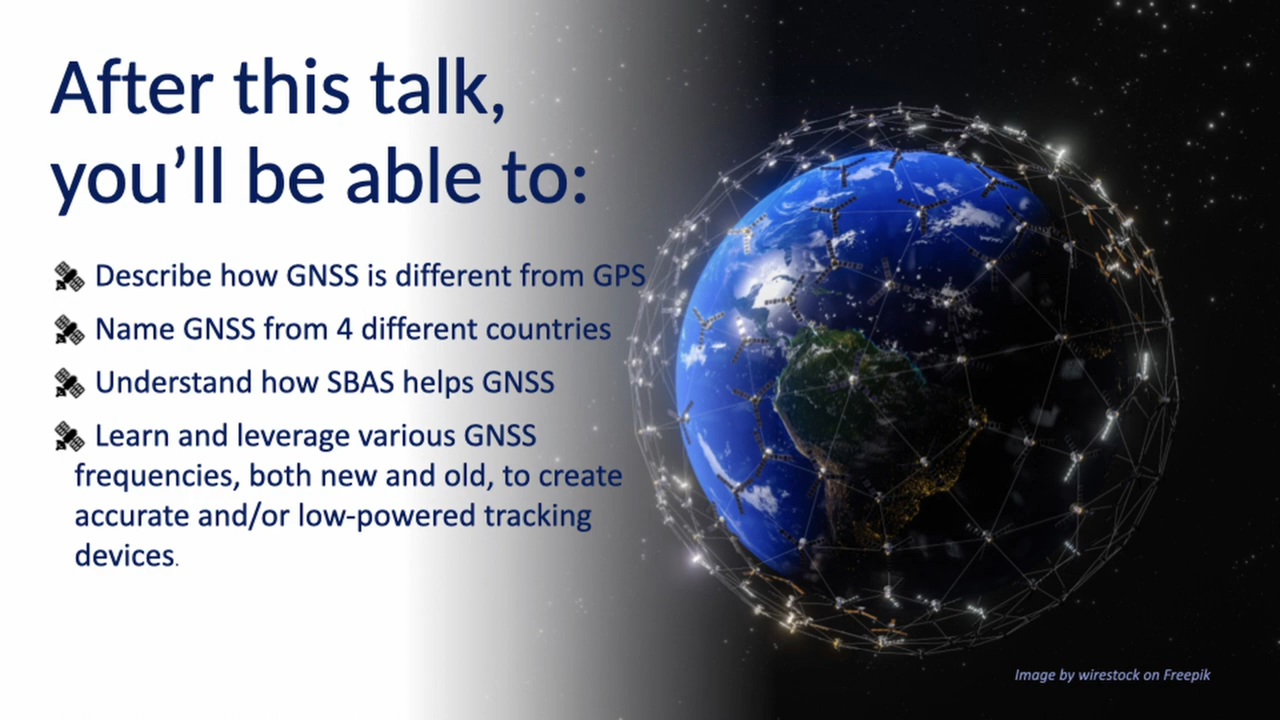 After this talk,
you’ll be able to:
Describe how GNSS is different from GPS
Name GNSS from 4 different countries
Understand how SBAS helps GNSS
Learn and leverage various GNSS
frequencies, both new and old, to create
accurate and/or low-powered tracking
devices.
Image by wirestock on Freepik